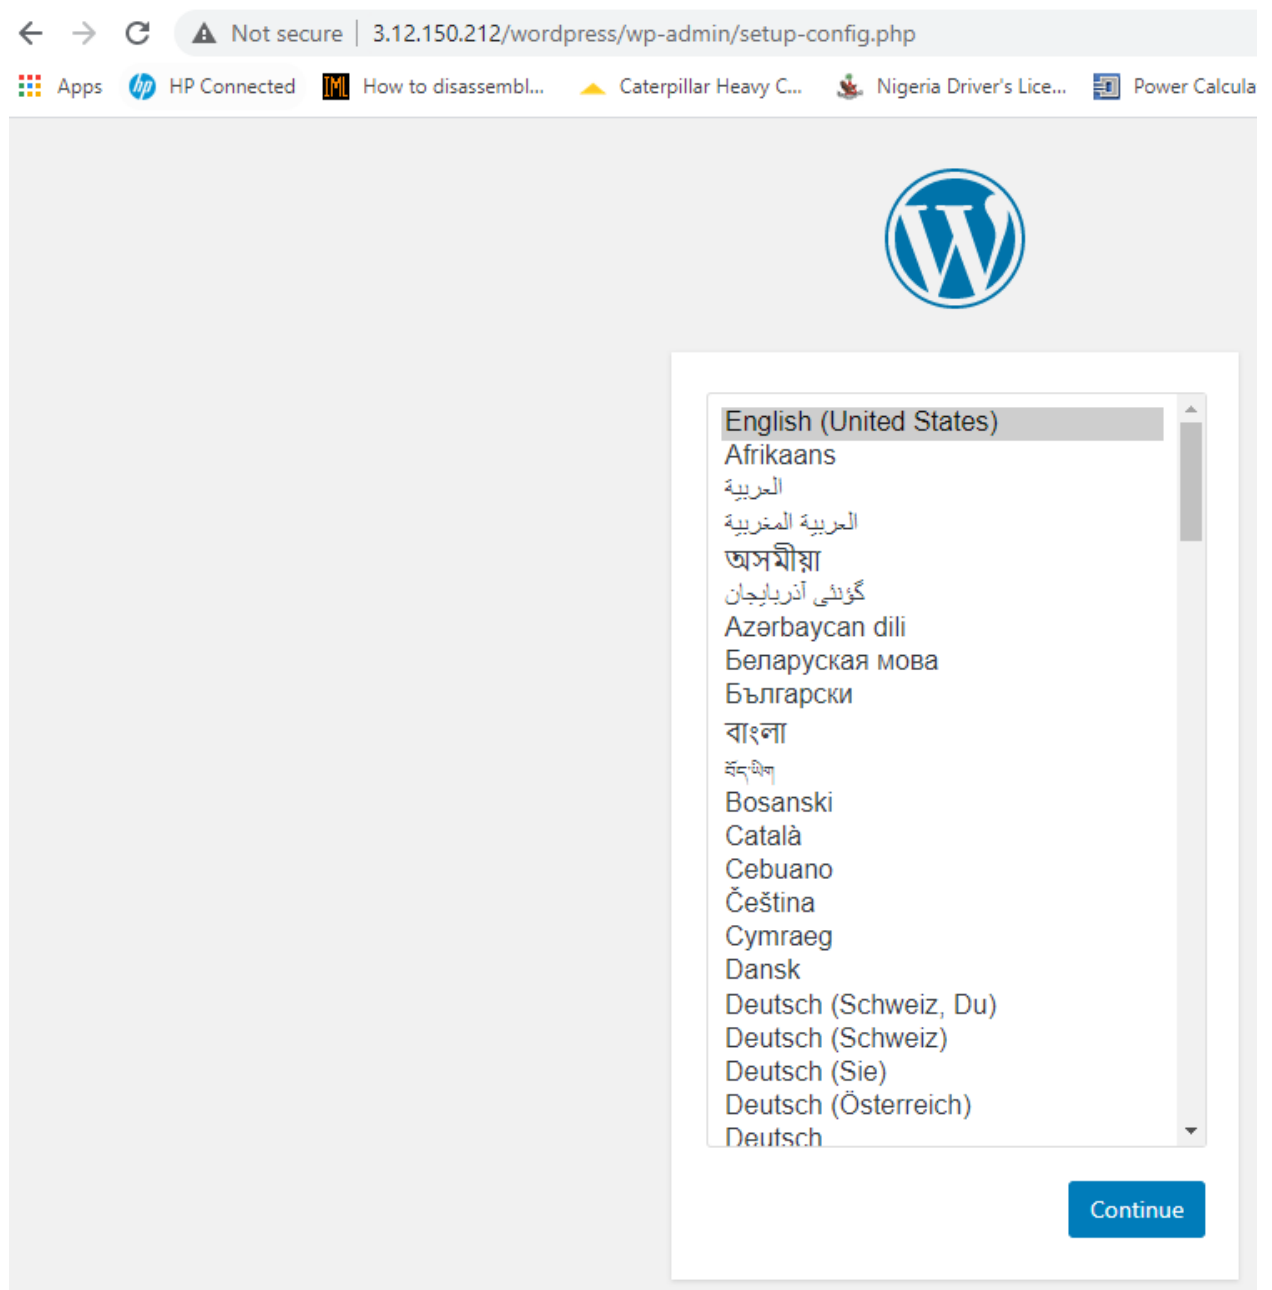 Not secure | 3.12.150.212/wordpress/wp-admin/setup-config.php
Apps HP Connected IML How to disassembl... Caterpillar Heavy C... Nigeria Driver's Lice... Power Calcula
English (United States)
Afrikaans
العربية
العربية المغربية
অসমীয়া
گؤنئی آذربایجان
Azərbaycan dili
Беларуская мова
Български
বাংলা
བོད་ཡིག
Bosanski
Català
Cebuano
Čeština
Cymraeg
Dansk
Deutsch (Schweiz, Du)
Deutsch (Schweiz)
Deutsch (Sie)
Deutsch (Österreich)
Deutsch
Continue